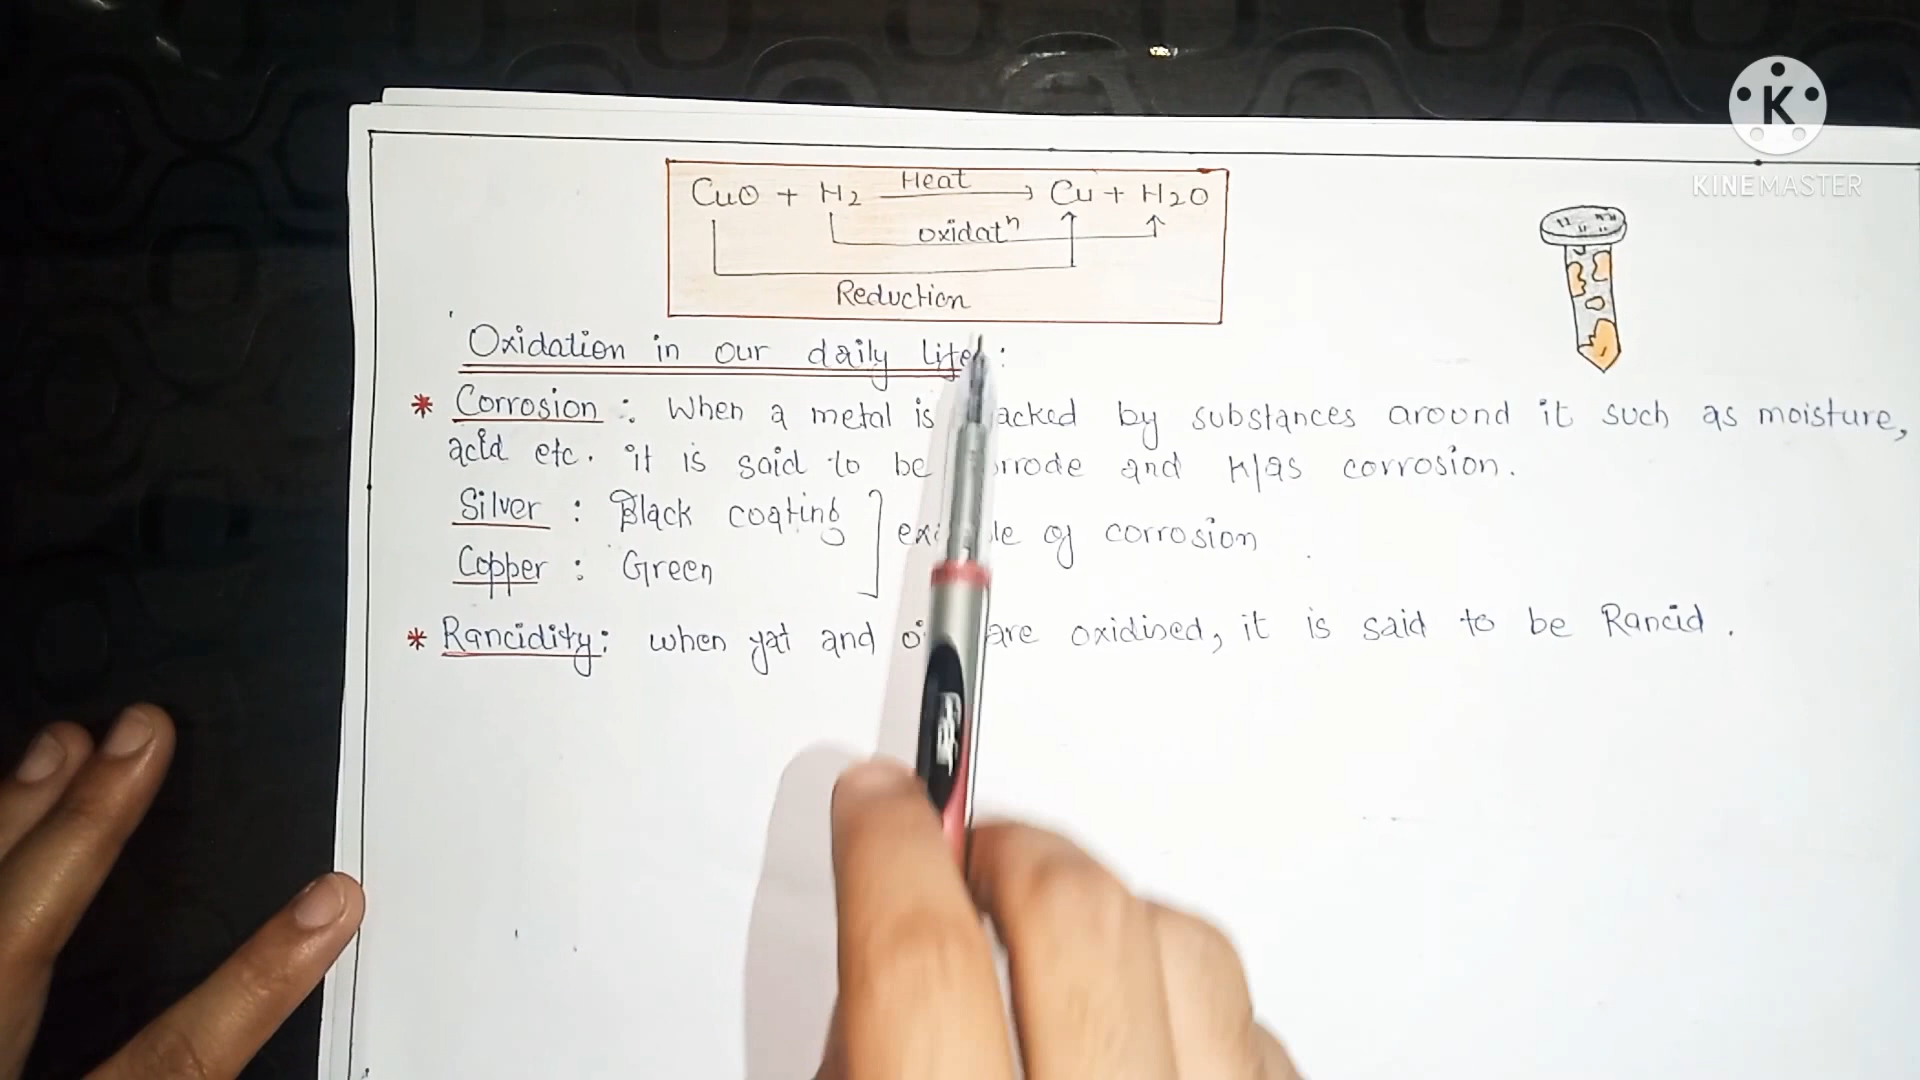 CuO + H2 Heat → Cu + H2O
oxidatn
Reduction
Oxidation in our daily life :
* Corrosion : When a metal is acked by substances around it such as moisture,
acid etc. it is said to be rrode and K/as corrosion.
Silver : Black coating
Copper : Green
of corrosion
* Rancidity : when fat and are oxidised, it is said to be Rancid .
K
KINEMASTER